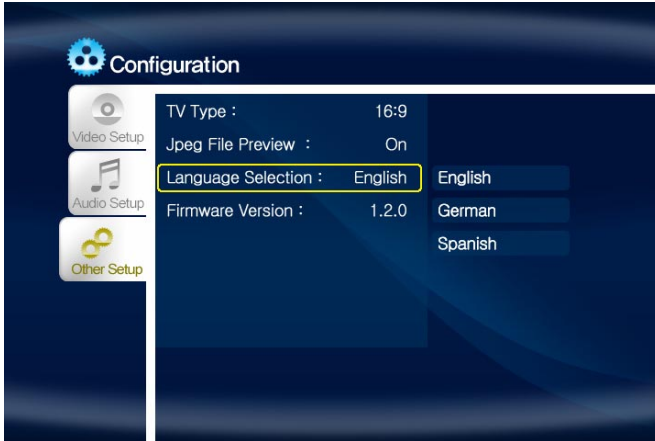 Configuration
Video Setup
Audio Setup
Other Setup
TV Type : 16:9
Jpeg File Preview : On
Language Selection : English
Firmware Version : 1.2.0
English
German
Spanish